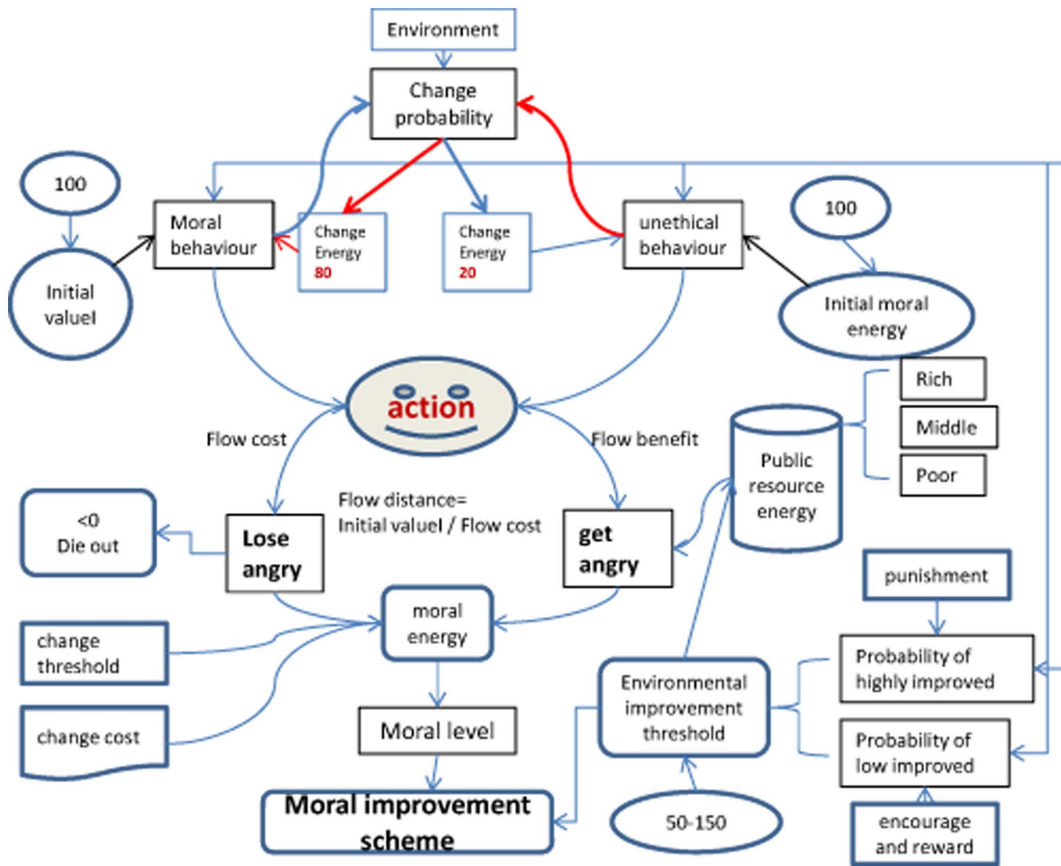 Environment
Change
probability
100
Moral
behaviour
Change
Energy
80
Change
Energy
20
unethical
behaviour
100
Initial
valueI
Initial moral
energy
action
Rich
Middle
Poor
Flow cost
Flow benefit
Public
resource
energy
Flow distance=
Initial valueI / Flow cost
<0
Die out
Lose
angry
get
angry
punishment
moral
energy
change
threshold
Environmental
improvement
threshold
Probability of
highly improved
change cost
Moral level
Probability of
low improved
Moral improvement
scheme
50-150
encourage
and reward